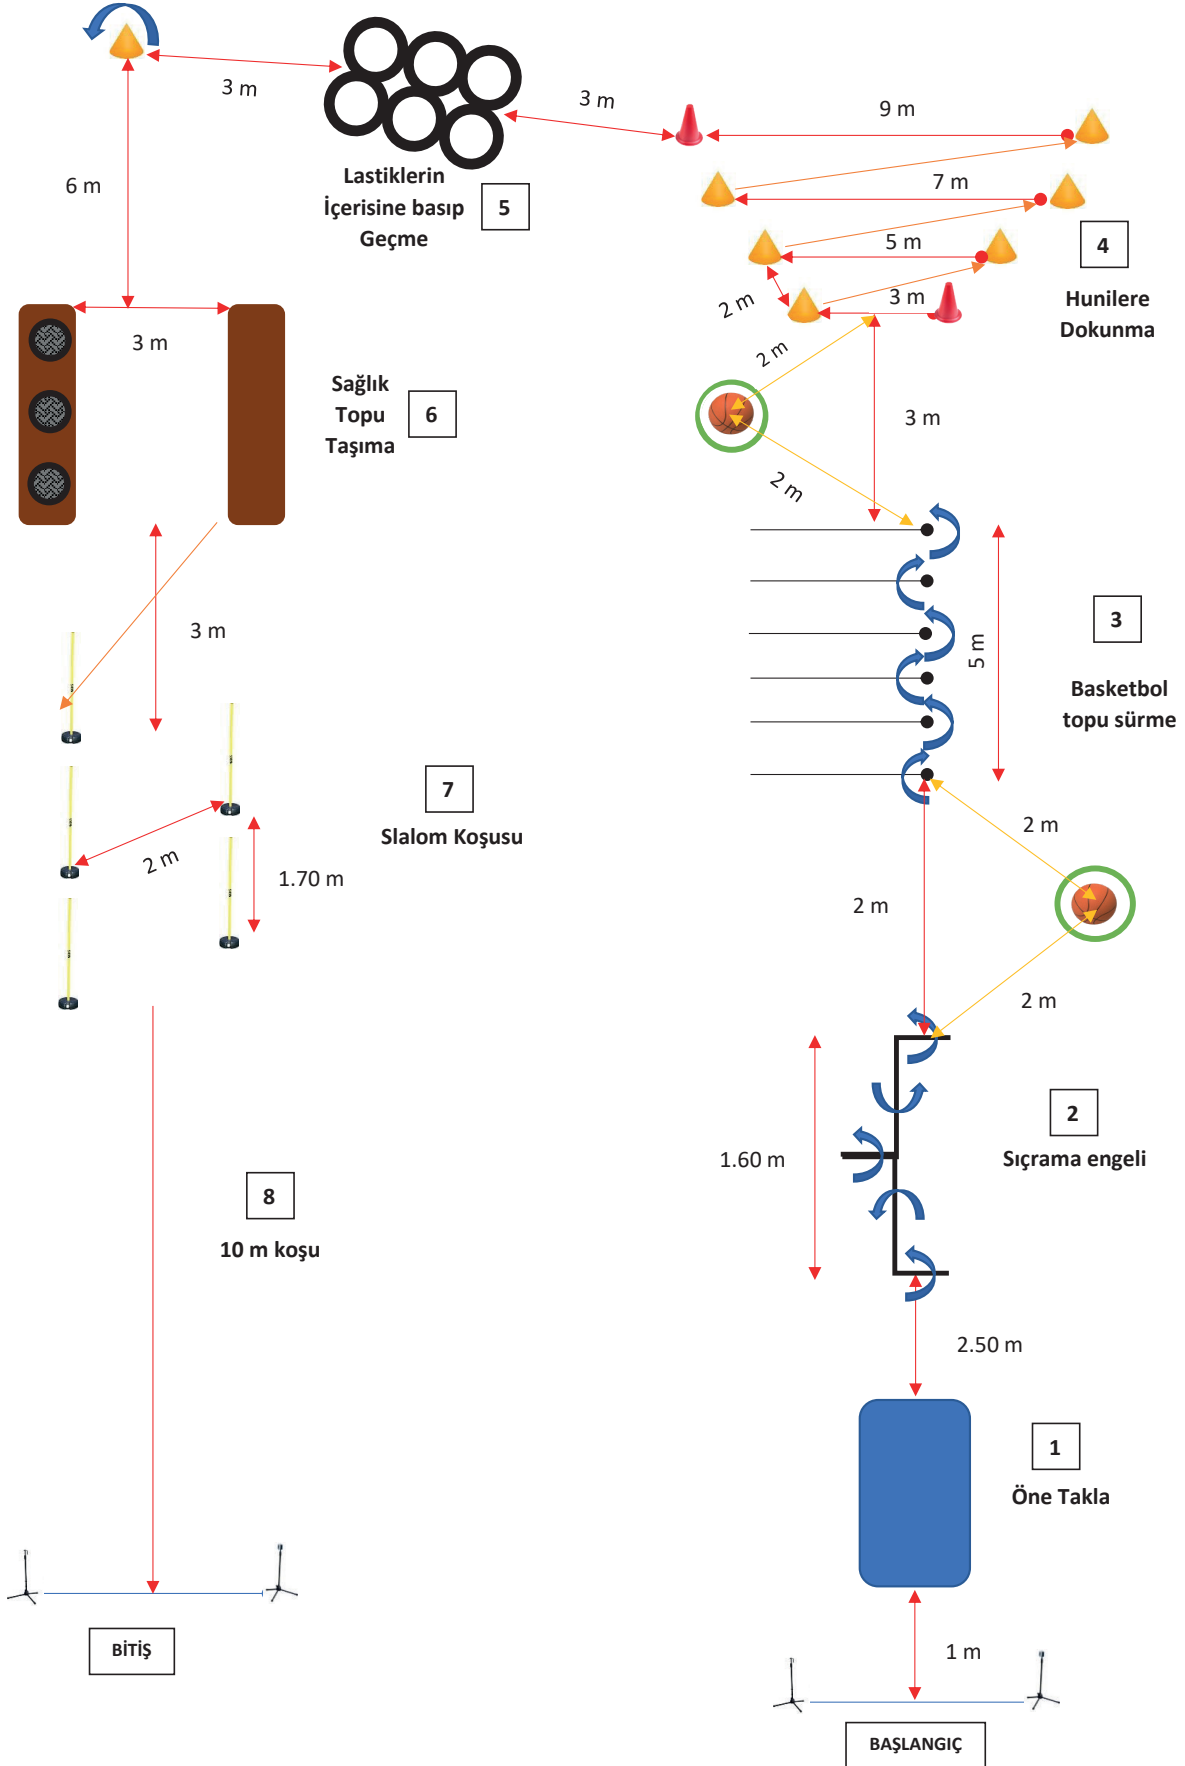 3 m
3 m
9 m
6 m
Lastiklerin
İçerisine basıp
Geçme
5
7 m
5 m
4
2 m
3 m
Hunilere
Dokunma
3 m
2 m
Sağlık
Topu
Taşıma
6
3 m
2 m
3 m
3
5 m
Basketbol
topu sürme
7
Slalom Koşusu
2 m
1.70 m
2 m
2 m
2 m
2
1.60 m
Sıçrama engeli
8
10 m koşu
2.50 m
1
Öne Takla
BİTİŞ
1 m
BAŞLANGIÇ